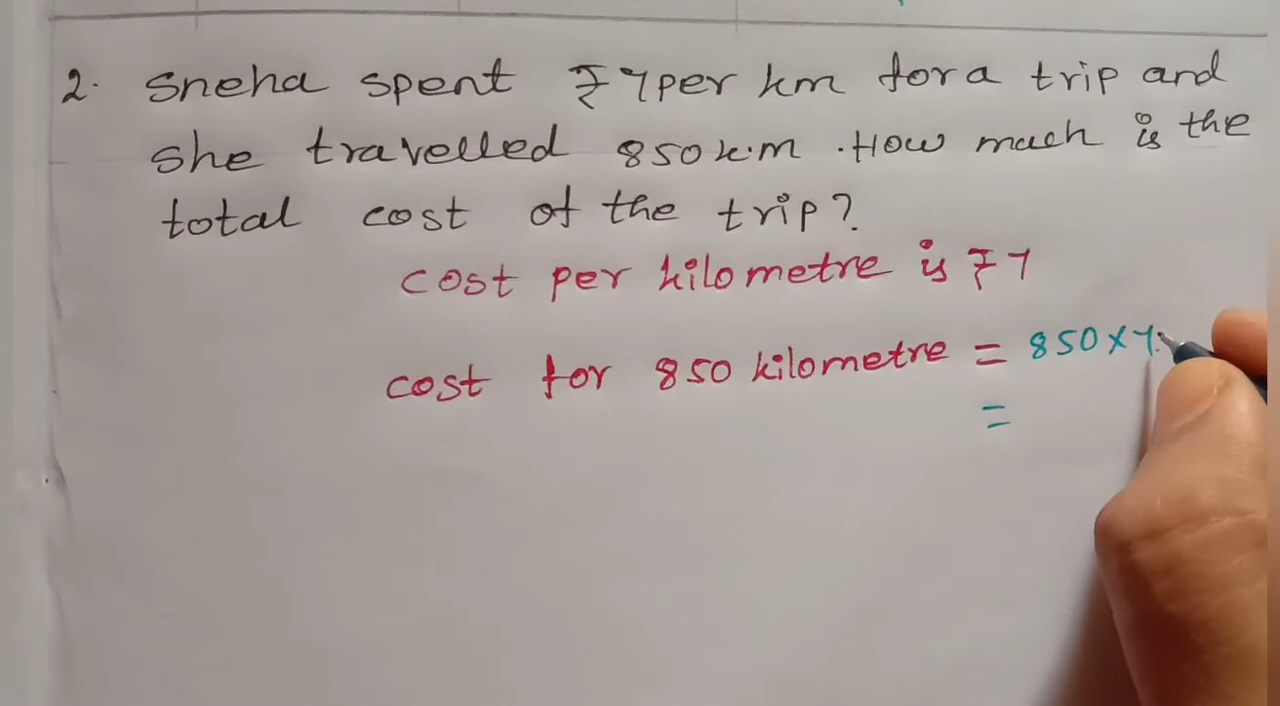 2. Sneha spent ₹7 per km for a trip and
she travelled 850 k.m. How much is the
total cost of the trip?
cost per kilometre is ₹7
cost for 850 kilometre = 850×7
=